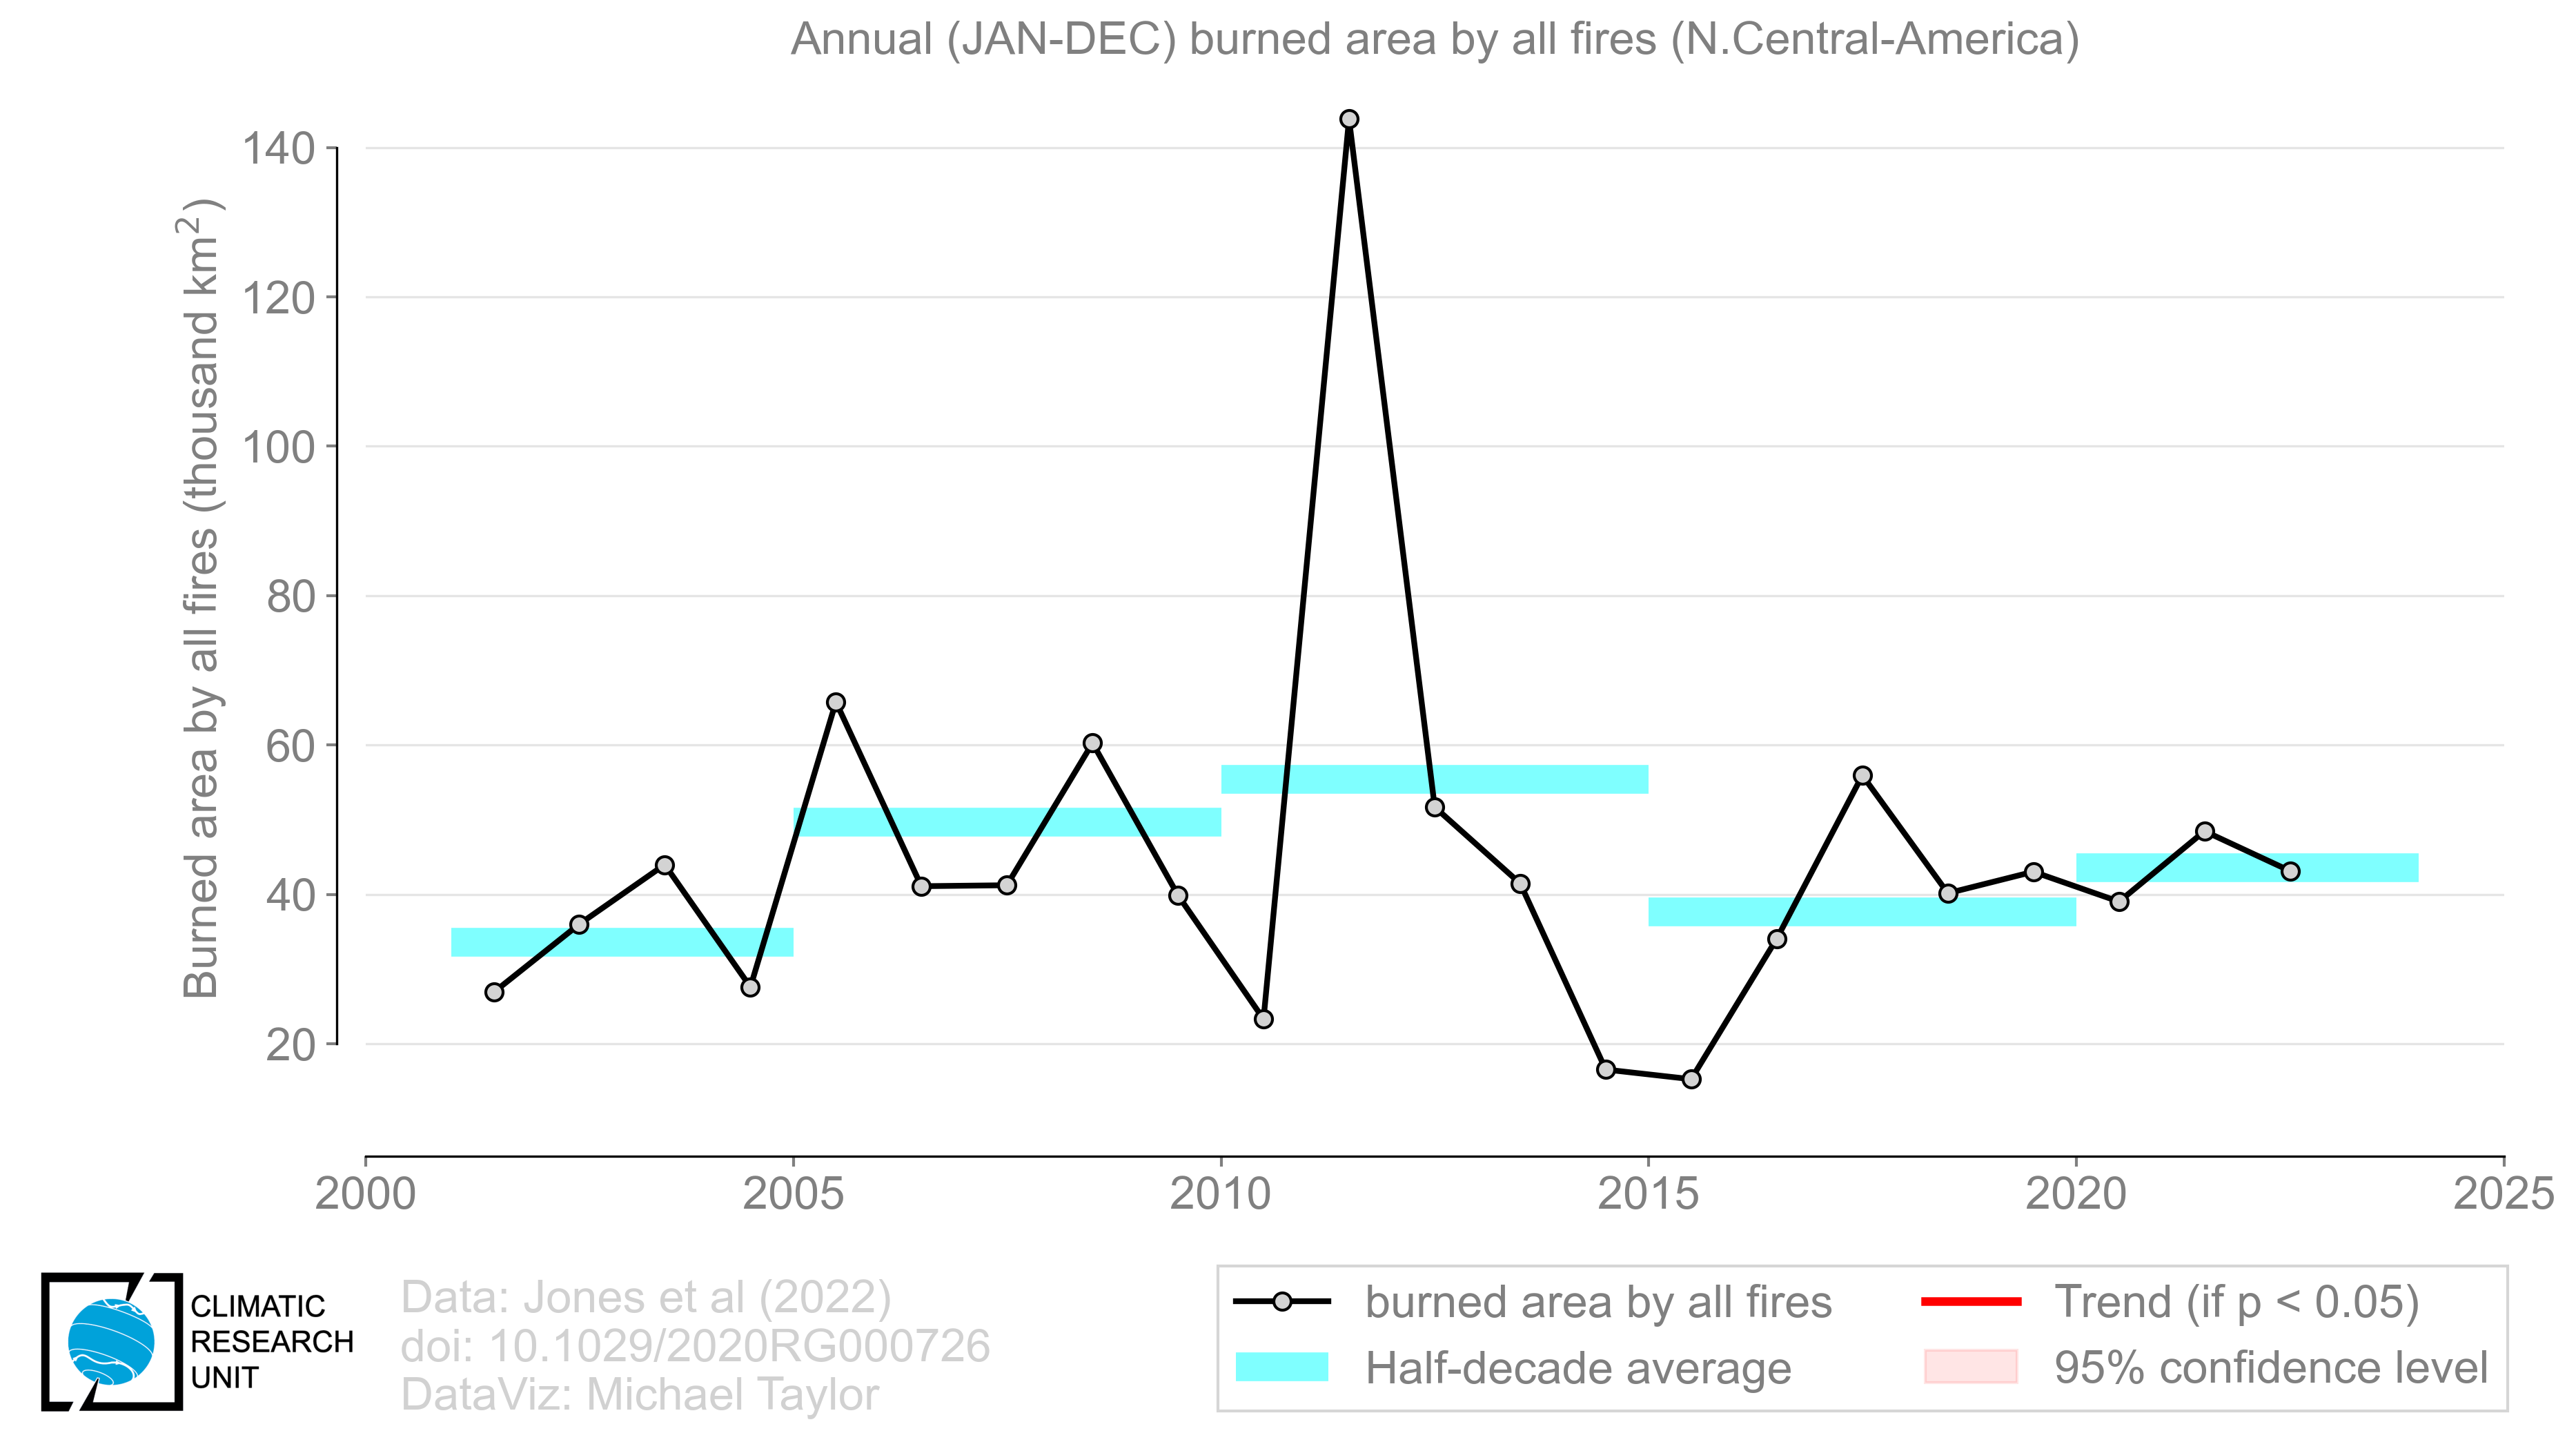 Annual (JAN-DEC) burned area by all fires (N.Central-America)
Burned area by all fires (thousand km²)
140
120
100
80
60
40
20
2000
2005
2010
2015
2020
2025
CLIMATIC
RESEARCH
UNIT
Data: Jones et al (2022)
doi: 10.1029/2020RG000726
DataViz: Michael Taylor
burned area by all fires
Half-decade average
Trend (if p < 0.05)
95% confidence level